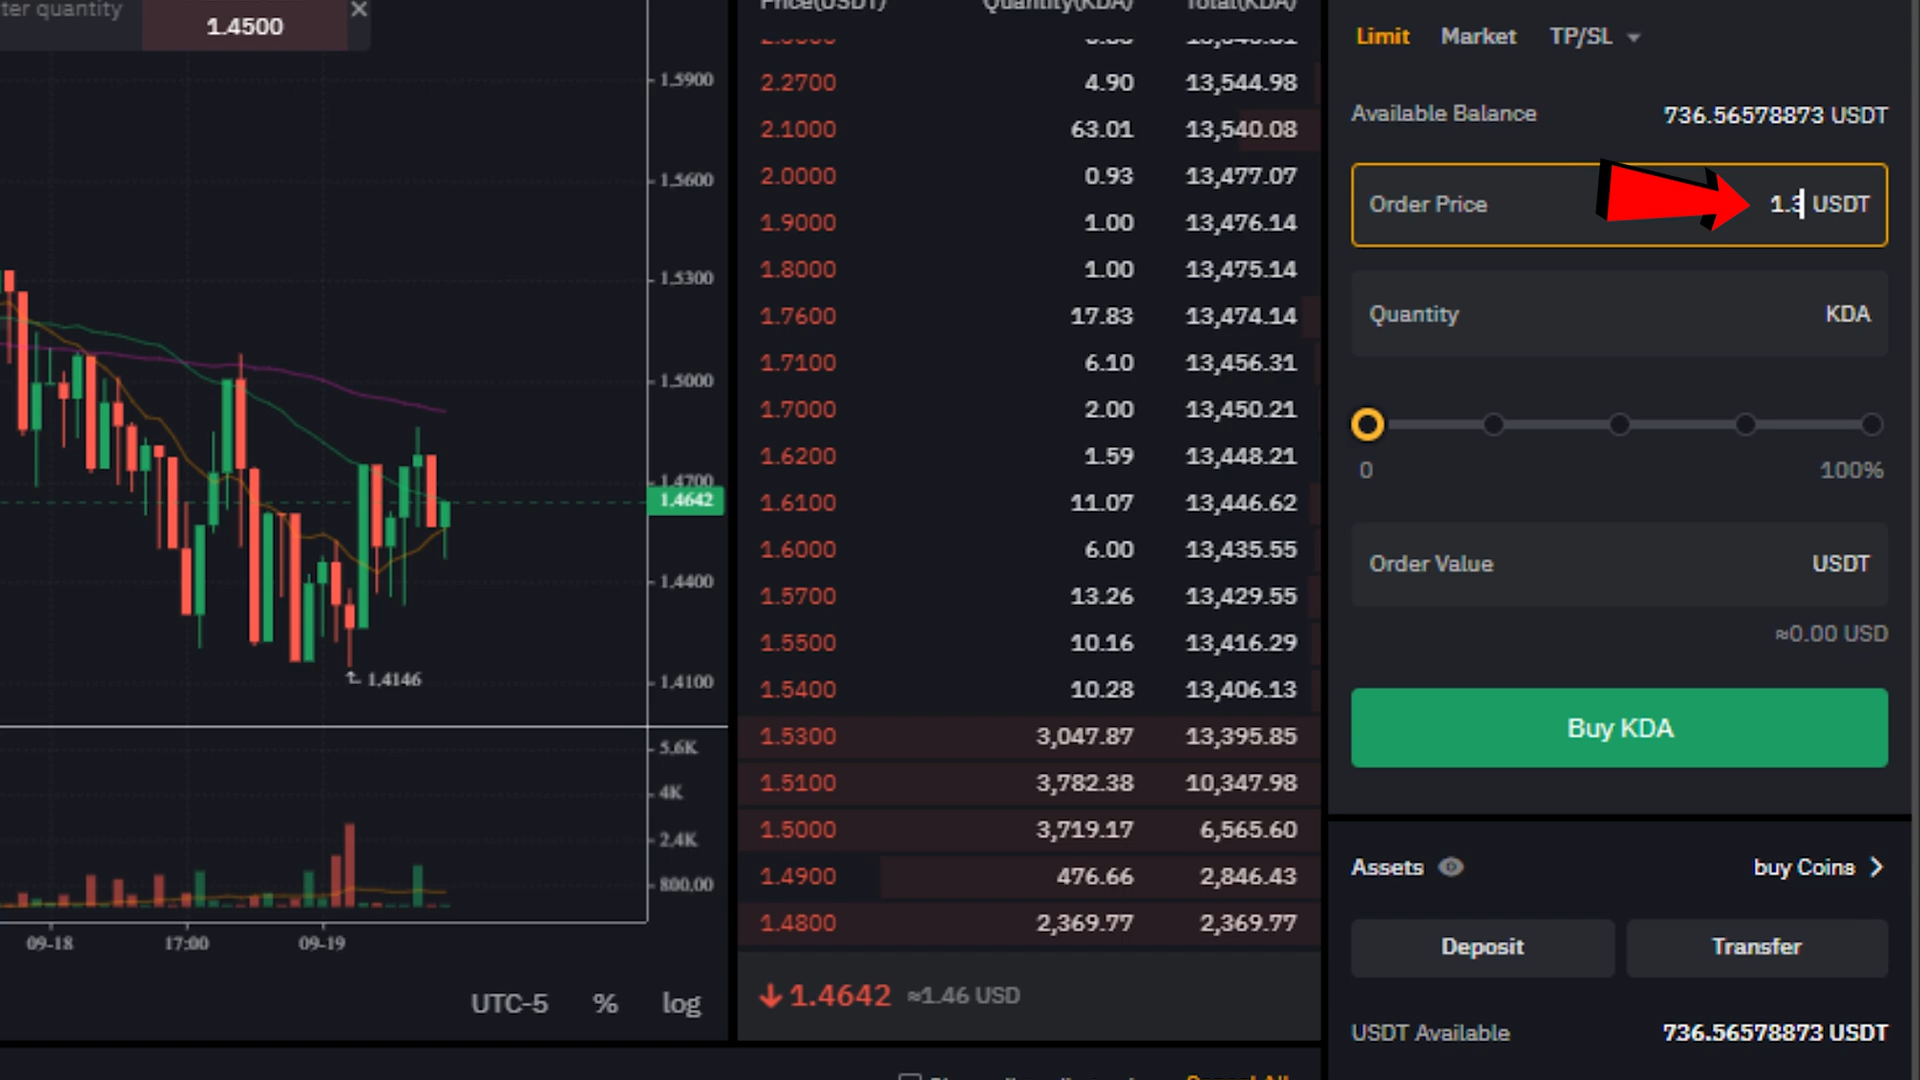 ter quantity
1.4500
1.5900
1.5600
1.5300
1.5000
1.4700
1.4642
1.4400
1.4146
1.4100
5.6K
4K
2.4K
800.00
09-18 17:00 09-19
UTC-5 % log
Price(USDT) Quantity(KDA) Total(KDA)
2.2700 4.90 13,544.98
2.1000 63.01 13,540.08
2.0000 0.93 13,477.07
1.9000 1.00 13,476.14
1.8000 1.00 13,475.14
1.7600 17.83 13,474.14
1.7100 6.10 13,456.31
1.7000 2.00 13,450.21
1.6200 1.59 13,448.21
1.6100 11.07 13,446.62
1.6000 6.00 13,435.55
1.5700 13.26 13,429.55
1.5500 10.16 13,416.29
1.5400 10.28 13,406.13
1.5300 3,047.87 13,395.85
1.5100 3,782.38 10,347.98
1.5000 3,719.17 6,565.60
1.4900 476.66 2,846.43
1.4800 2,369.77 2,369.77
1.4642 ≈1.46 USD
Limit Market TP/SL
Available Balance 736.56578873 USDT
Order Price 1.3 USDT
Quantity KDA
0 100%
Order Value USDT
≈0.00 USD
Buy KDA
Assets buy Coins
Deposit Transfer
USDT Available 736.56578873 USDT